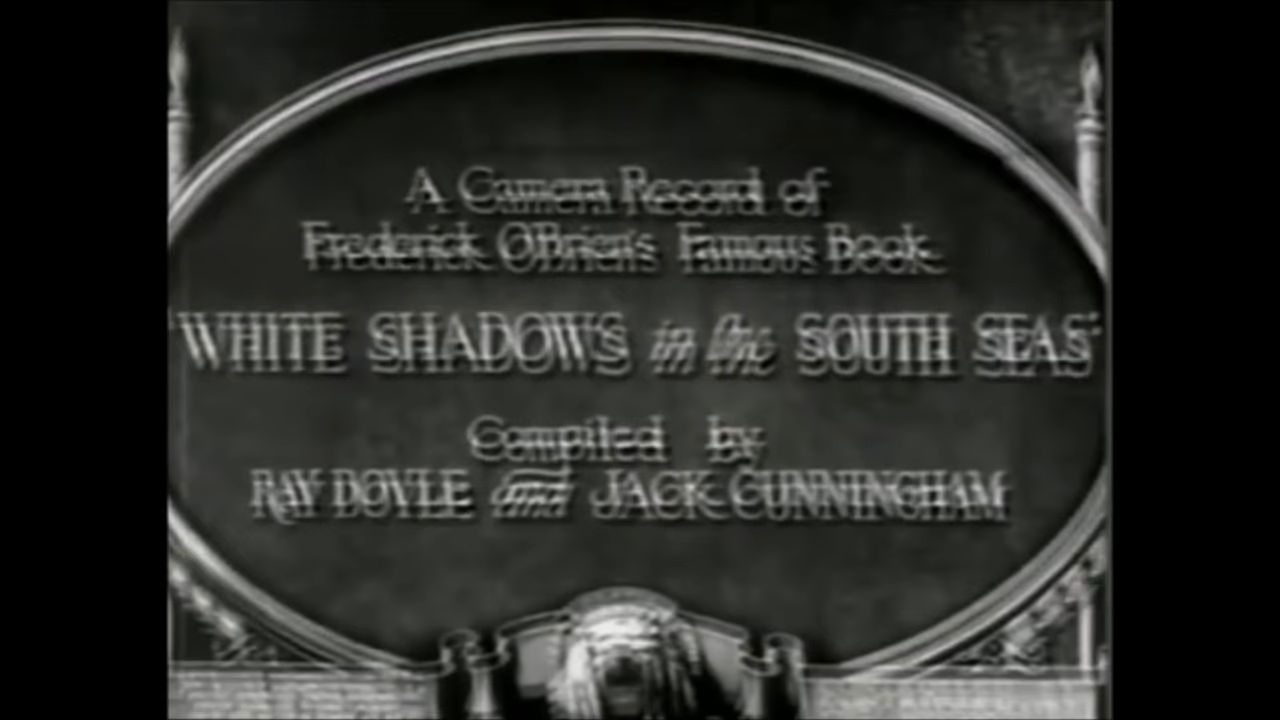 A Camera Record of
Frederick O'Brien's Famous Book
"WHITE SHADOWS in the SOUTH SEAS"
Compiled by
RAY DOYLE and JACK CUNNINGHAM